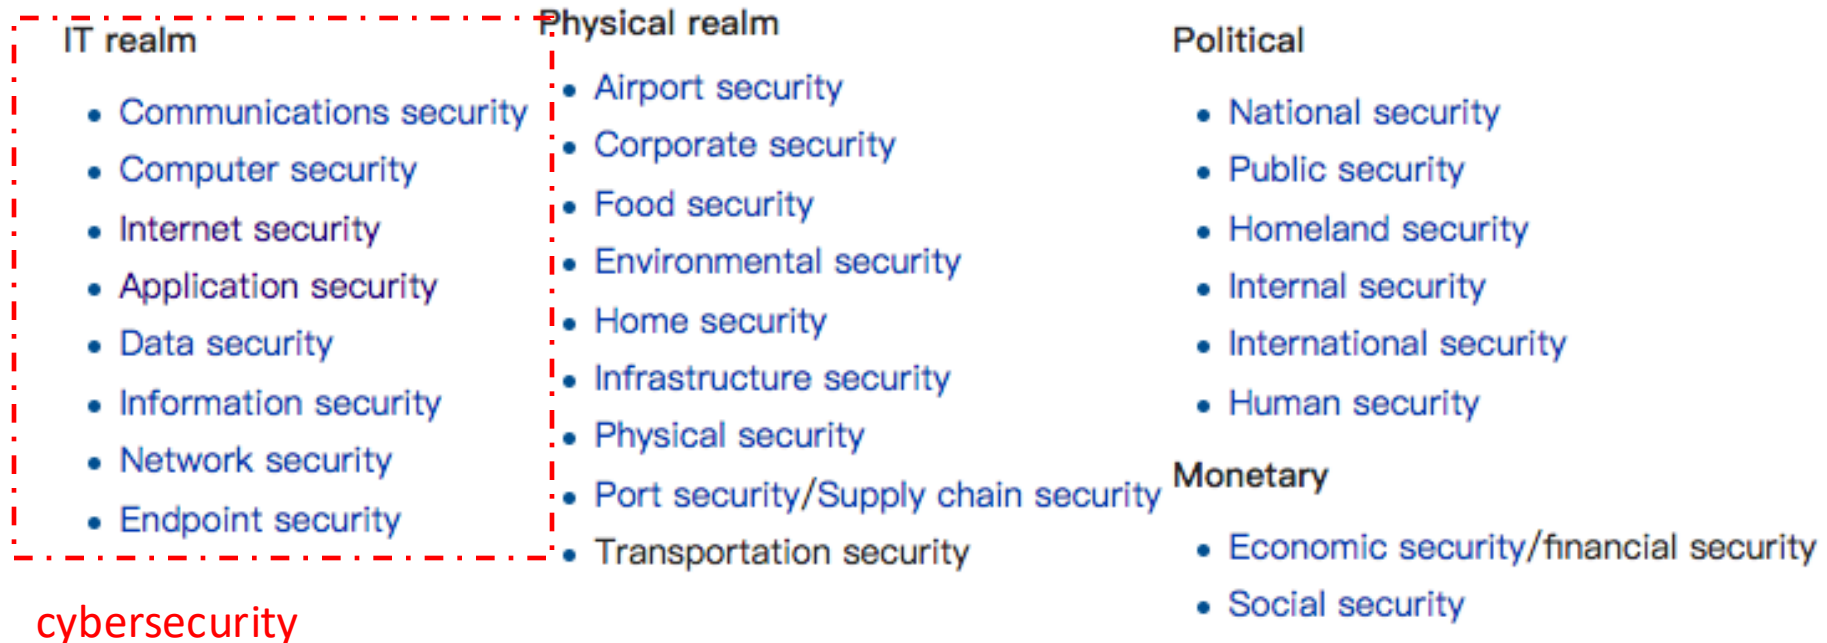 IT realm
Communications security
Computer security
Internet security
Application security
Data security
Information security
Network security
Endpoint security
cybersecurity
Physical realm
Airport security
Corporate security
Food security
Environmental security
Home security
Infrastructure security
Physical security
Port security/Supply chain security
Transportation security
Political
National security
Public security
Homeland security
Internal security
International security
Human security
Monetary
Economic security/financial security
Social security